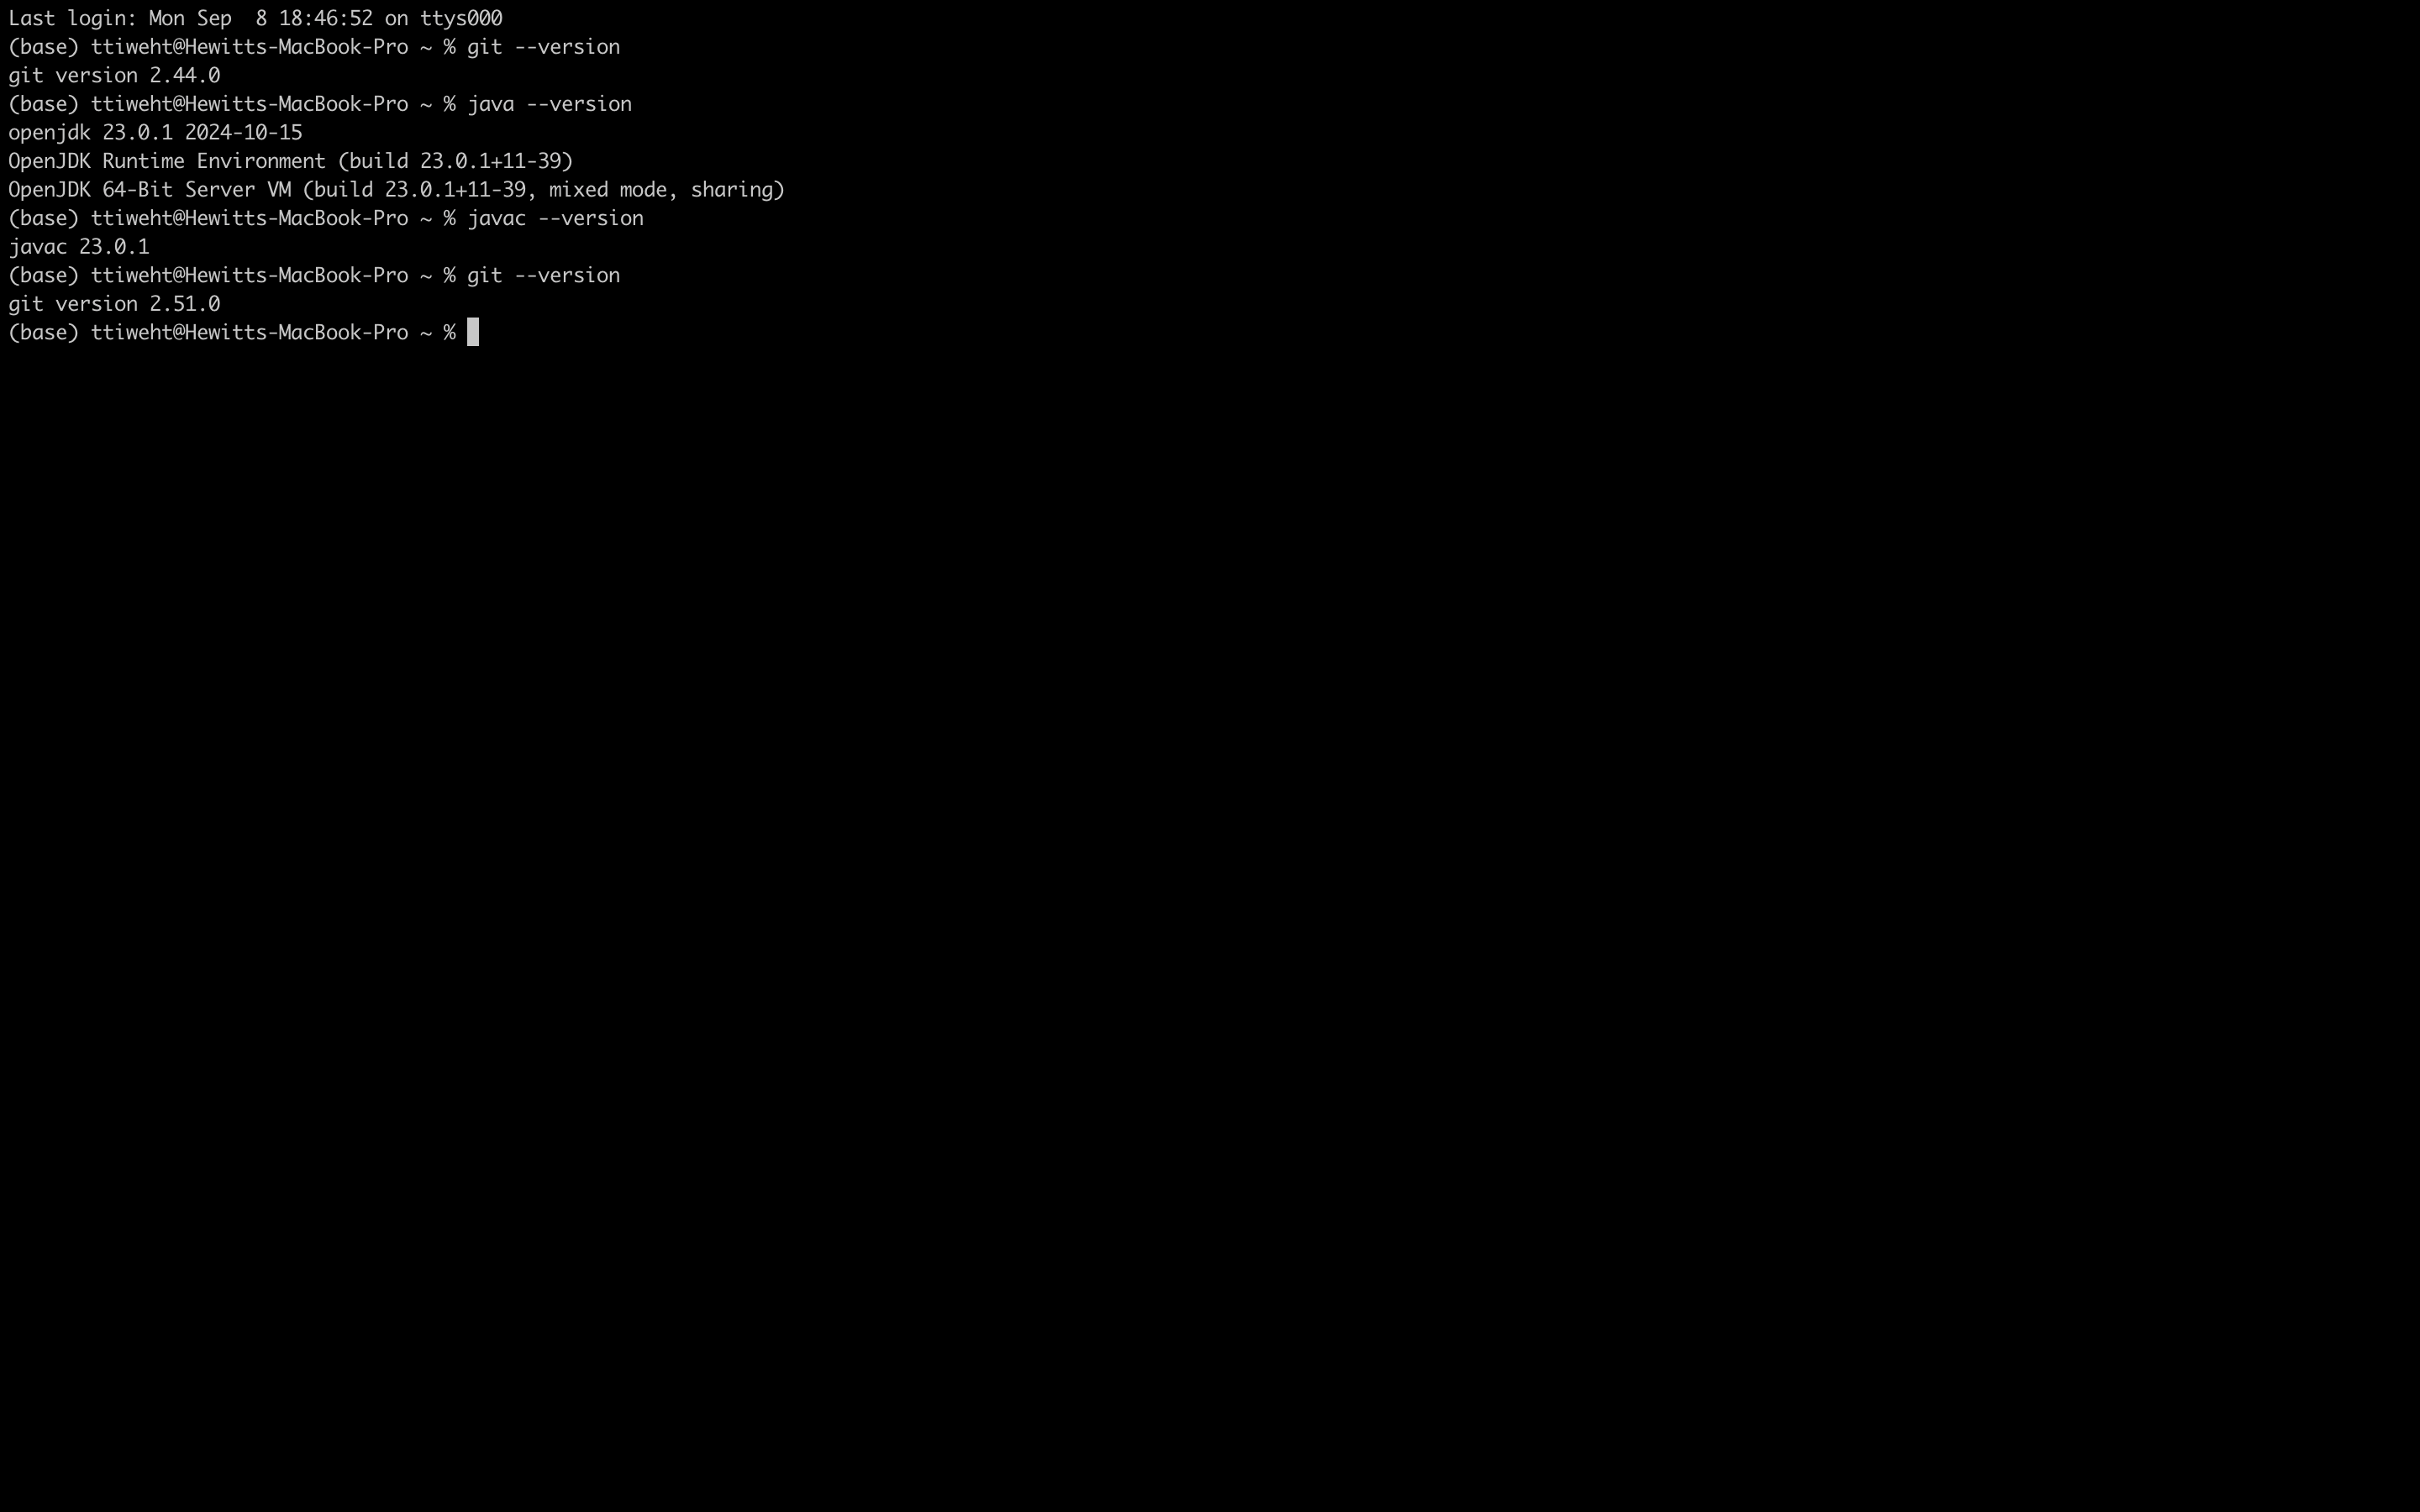 Last login: Mon Sep  8 18:46:52 on ttys000
(base) ttiweht@Hewitts-MacBook-Pro ~ % git --version
git version 2.44.0
(base) ttiweht@Hewitts-MacBook-Pro ~ % java --version
openjdk 23.0.1 2024-10-15
OpenJDK Runtime Environment (build 23.0.1+11-39)
OpenJDK 64-Bit Server VM (build 23.0.1+11-39, mixed mode, sharing)
(base) ttiweht@Hewitts-MacBook-Pro ~ % javac --version
javac 23.0.1
(base) ttiweht@Hewitts-MacBook-Pro ~ % git --version
git version 2.51.0
(base) ttiweht@Hewitts-MacBook-Pro ~ %